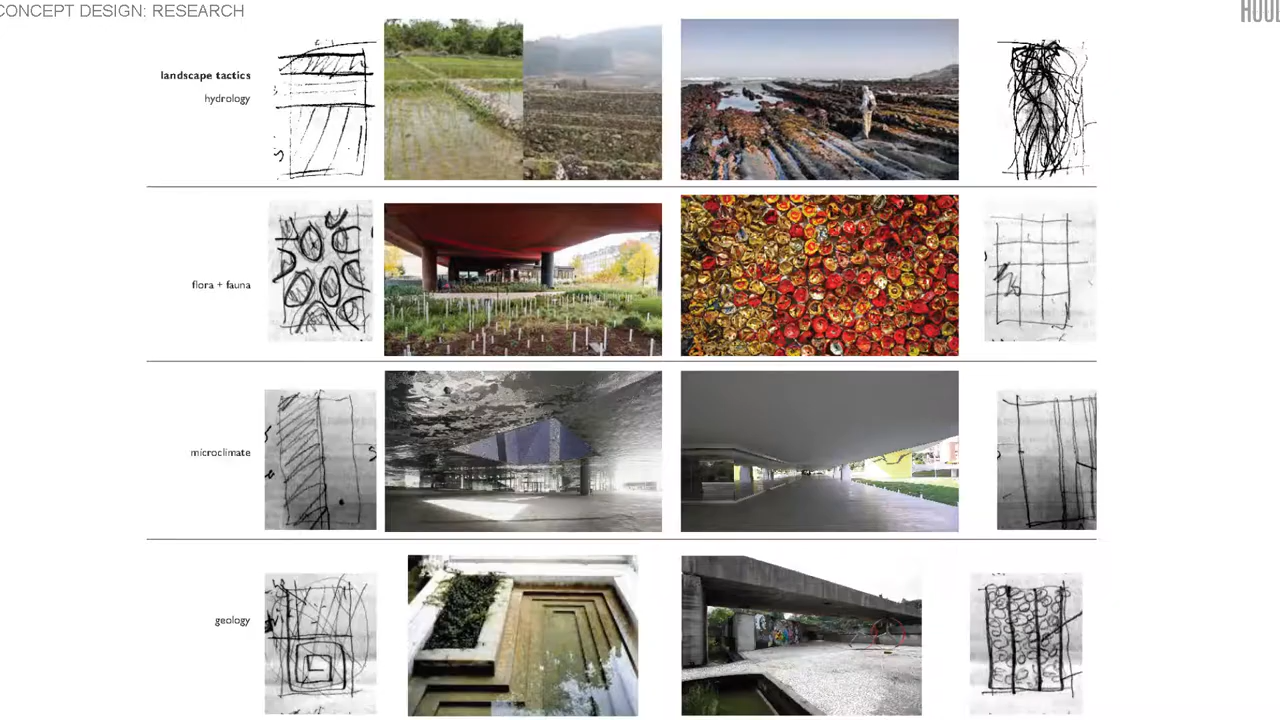 CONCEPT DESIGN: RESEARCH
landscape tactics
hydrology
flora + fauna
microclimate
geology